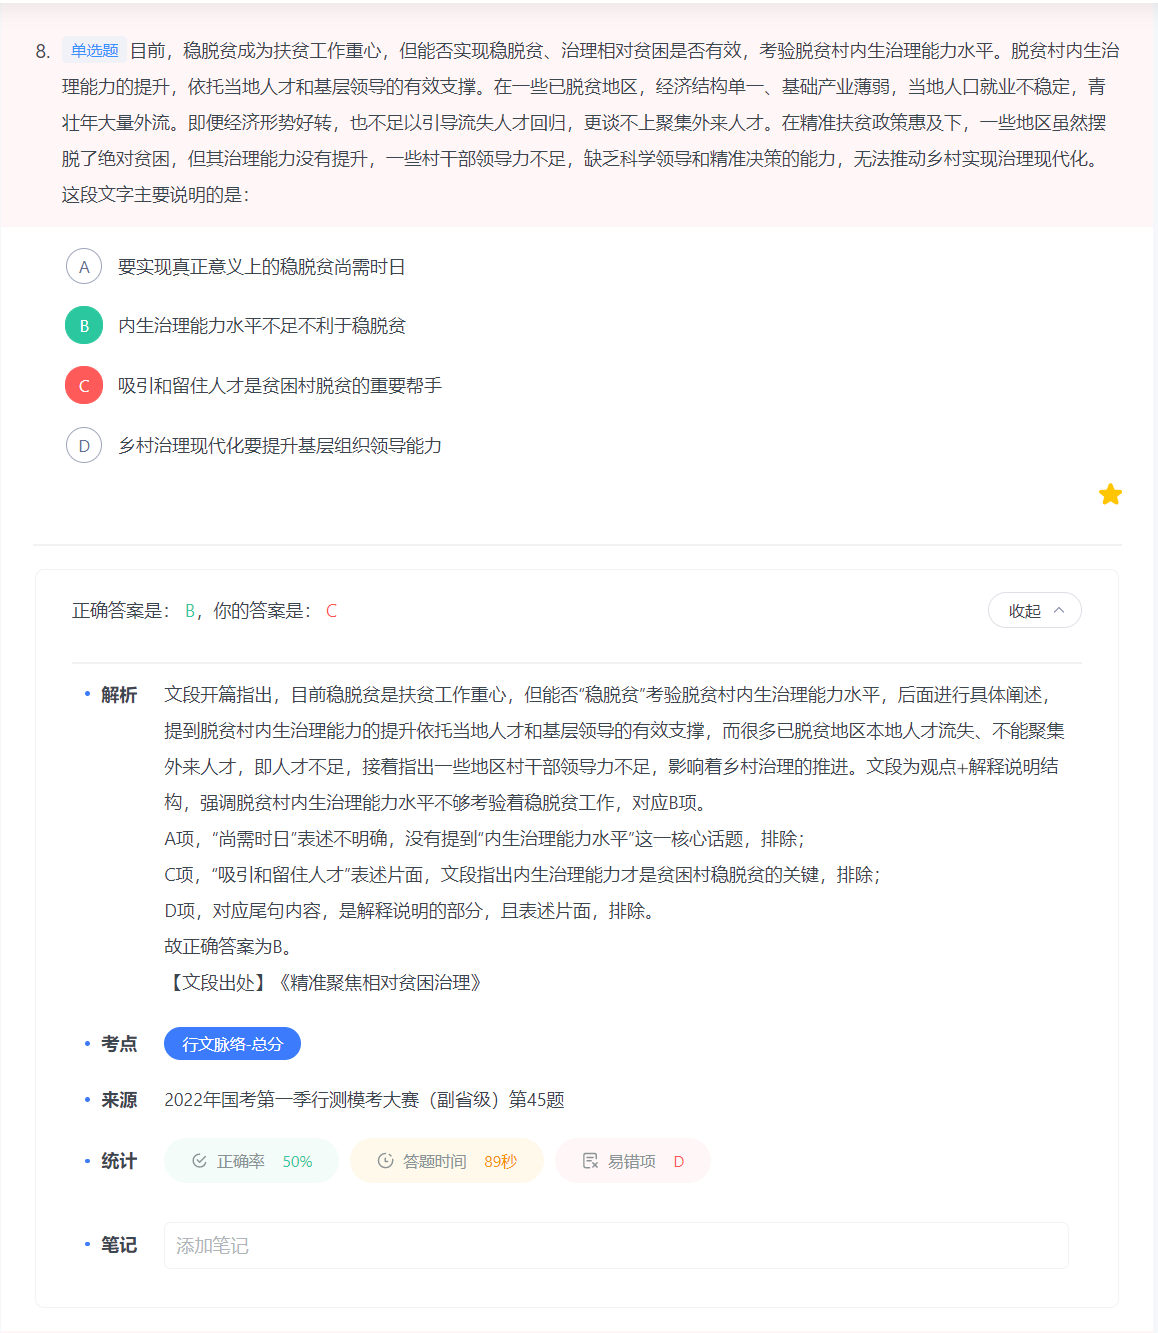 8. 单选题 目前，稳脱贫成为扶贫工作重心，但能否实现稳脱贫、治理相对贫困是否有效，考验脱贫村内生治理能力水平。脱贫村内生治
理能力的提升，依托当地人才和基层领导的有效支撑。在一些已脱贫地区，经济结构单一、基础产业薄弱，当地人口就业不稳定，青
壮年大量外流。即便经济形势好转，也不足以引导流失人才回归，更谈不上聚集外来人才。在精准扶贫政策惠及下，一些地区虽然摆
脱了绝对贫困，但其治理能力没有提升，一些村干部领导力不足，缺乏科学领导和精准决策的能力，无法推动乡村实现治理现代化。
这段文字主要说明的是：
A 要实现真正意义上的稳脱贫尚需时日
B 内生治理能力水平不足不利于稳脱贫
C 吸引和留住人才是贫困村脱贫的重要帮手
D 乡村治理现代化要提升基层组织领导能力
正确答案是： B，你的答案是： C
收起
解析 文段开篇指出，目前稳脱贫是扶贫工作重心，但能否“稳脱贫”考验脱贫村内生治理能力水平，后面进行具体阐述，
提到脱贫村内生治理能力的提升依托当地人才和基层领导的有效支撑，而很多已脱贫地区本地人才流失、不能聚集
外来人才，即人才不足，接着指出一些地区村干部领导力不足，影响着乡村治理的推进。文段为观点+解释说明结
构，强调脱贫村内生治理能力水平不够考验着稳脱贫工作，对应B项。
A项，“尚需时日”表述不明确，没有提到“内生治理能力水平”这一核心话题，排除；
C项，“吸引和留住人才”表述片面，文段指出内生治理能力才是贫困村稳脱贫的关键，排除；
D项，对应尾句内容，是解释说明的部分，且表述片面，排除。
故正确答案为B。
【文段出处】《精准聚焦相对贫困治理》
考点 行文脉络-总分
来源 2022年国考第一季行测模考大赛（副省级）第45题
统计 正确率 50% 答题时间 89秒 易错项 D
笔记 添加笔记